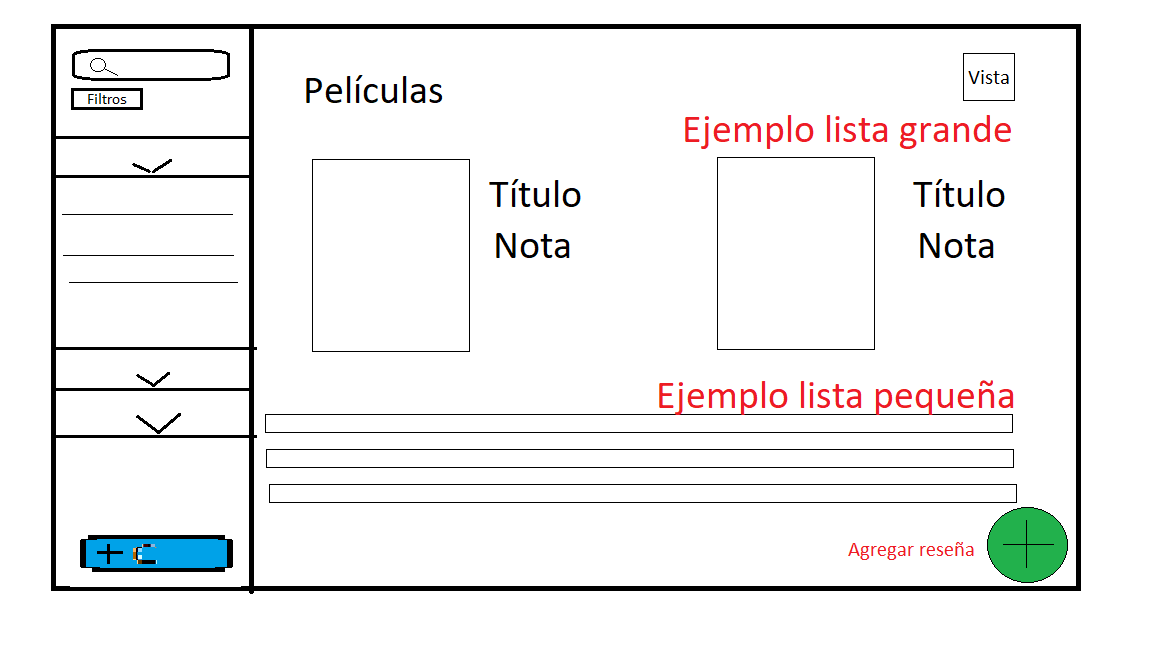 Filtros
Películas
Vista
Ejemplo lista grande
Título
Nota
Título
Nota
Ejemplo lista pequeña
Agregar reseña